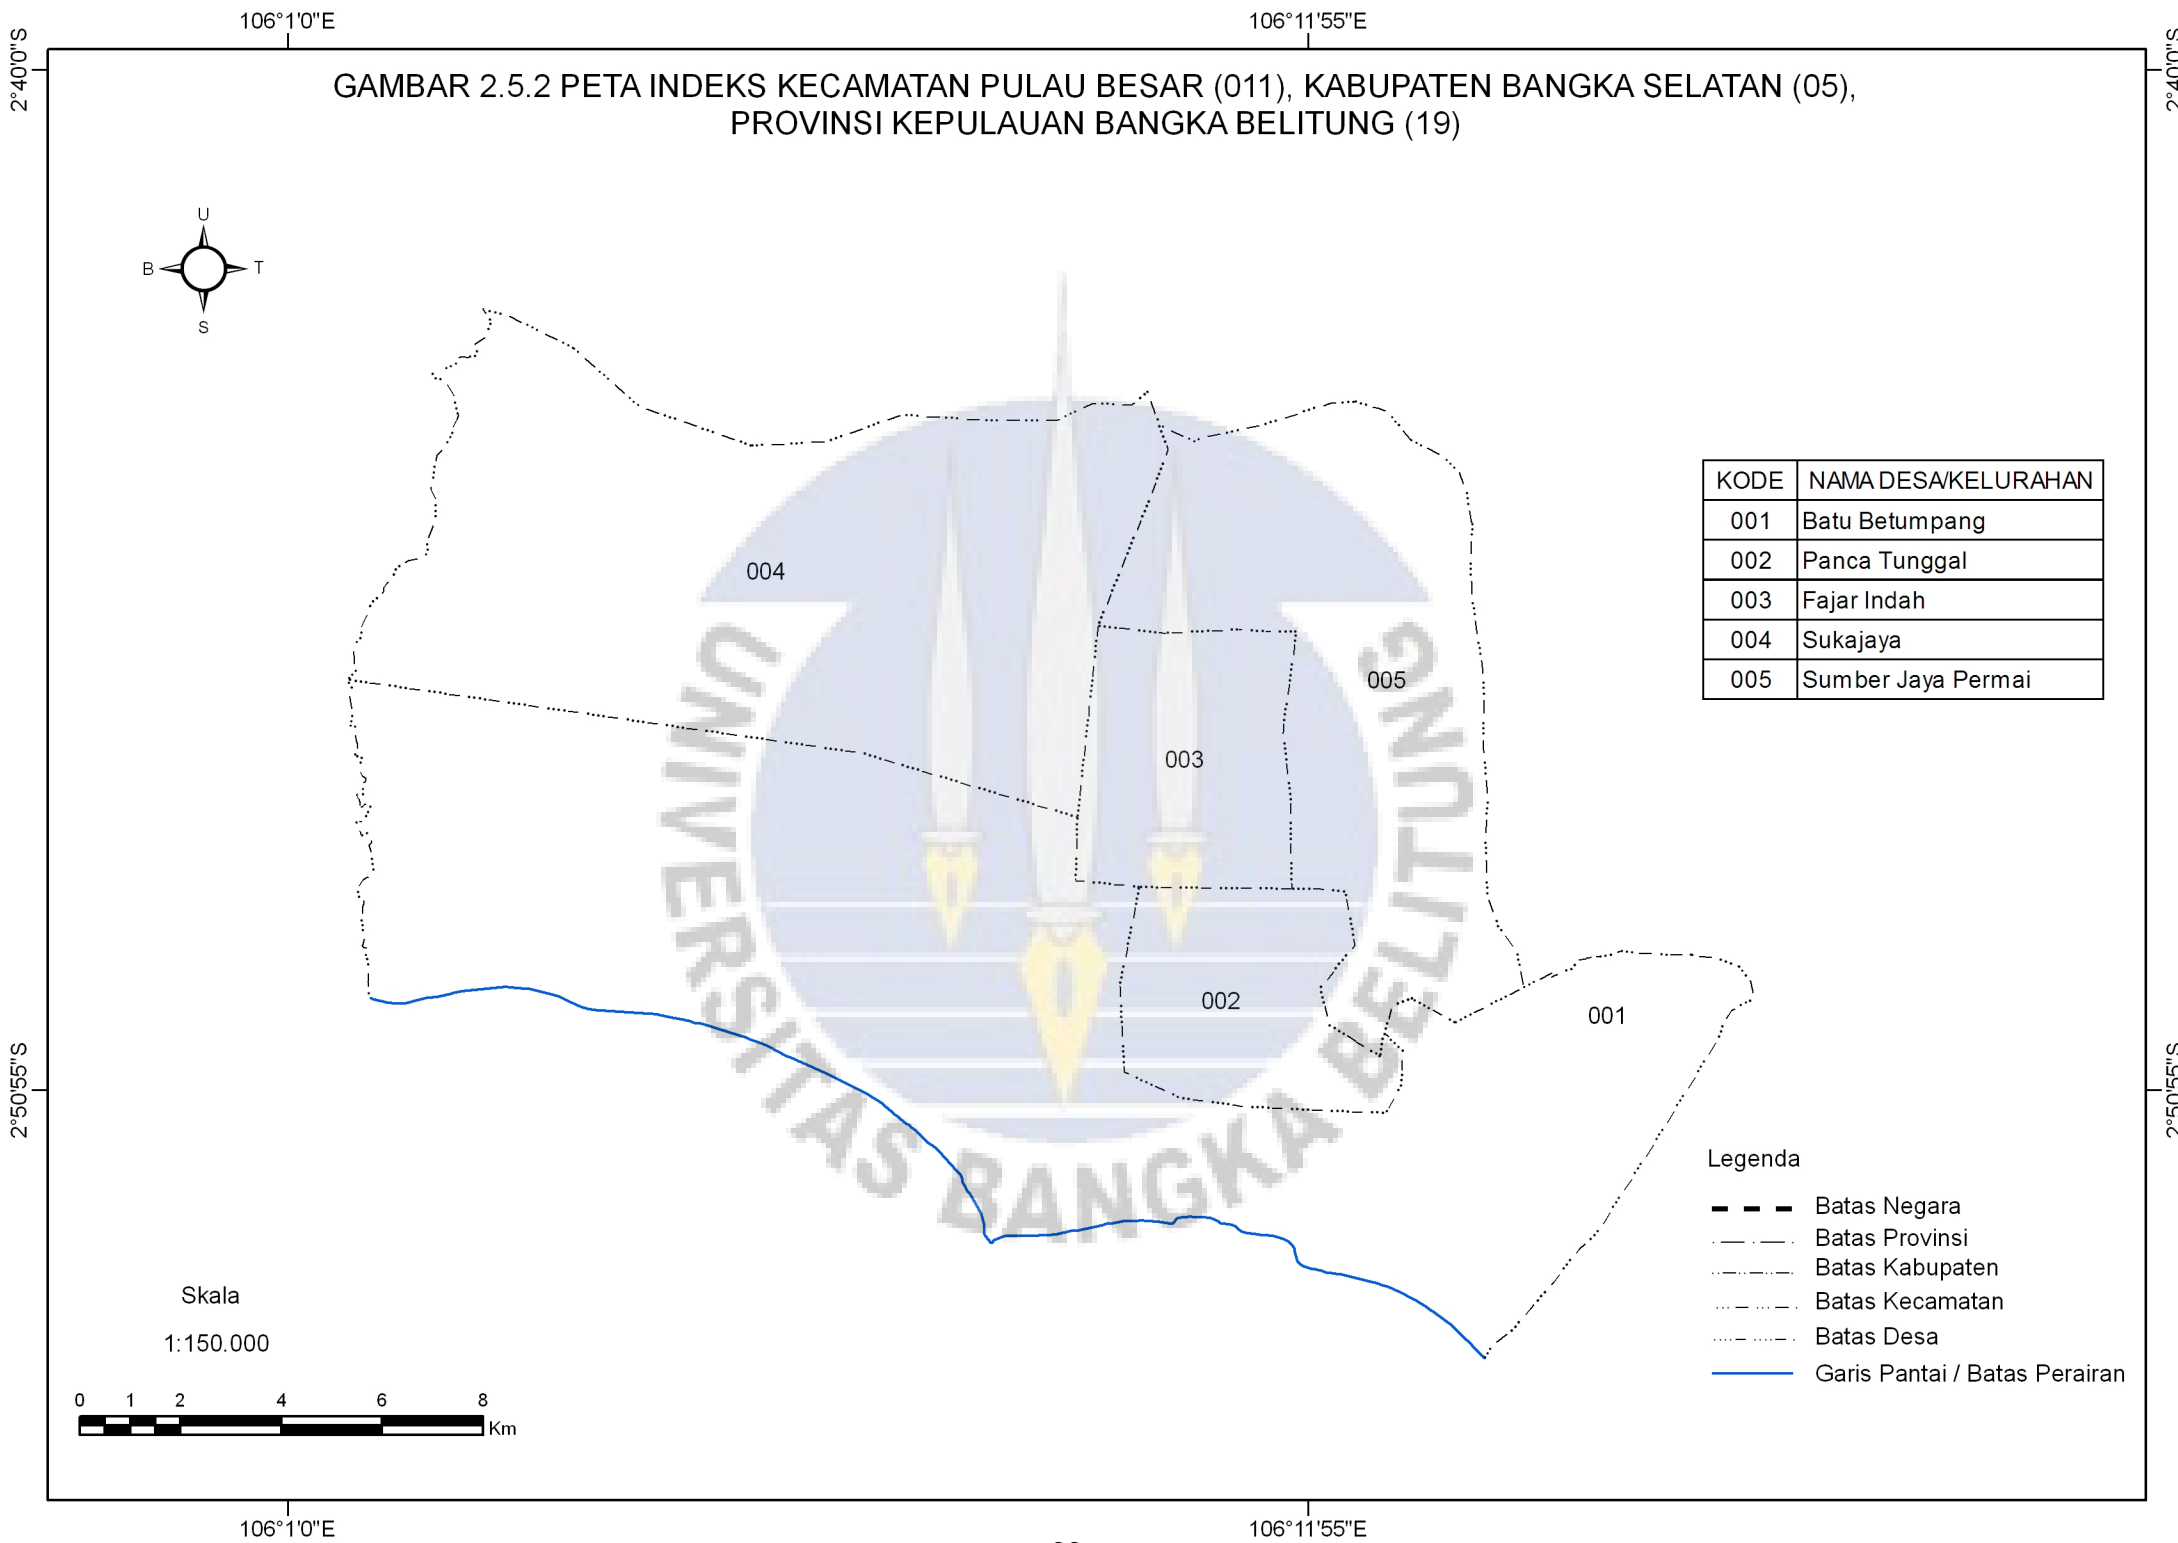 106°1'0"E 106°11'55"E
2°40'0"S 2°40'0"S
GAMBAR 2.5.2 PETA INDEKS KECAMATAN PULAU BESAR (011), KABUPATEN BANGKA SELATAN (05),
PROVINSI KEPULAUAN BANGKA BELITUNG (19)
U
B T
S
KODE NAMA DESA/KELURAHAN
001 Batu Betumpang
002 Panca Tunggal
003 Fajar Indah
004 Sukajaya
005 Sumber Jaya Permai
004
005
003
002
001
UNIVERSITAS BANGKA BELITUNG
2°50'55"S 2°50'55"S
Legenda
Batas Negara
Batas Provinsi
Batas Kabupaten
Batas Kecamatan
Batas Desa
Garis Pantai / Batas Perairan
Skala
1:150.000
0 1 2 4 6 8
Km
106°1'0"E 106°11'55"E